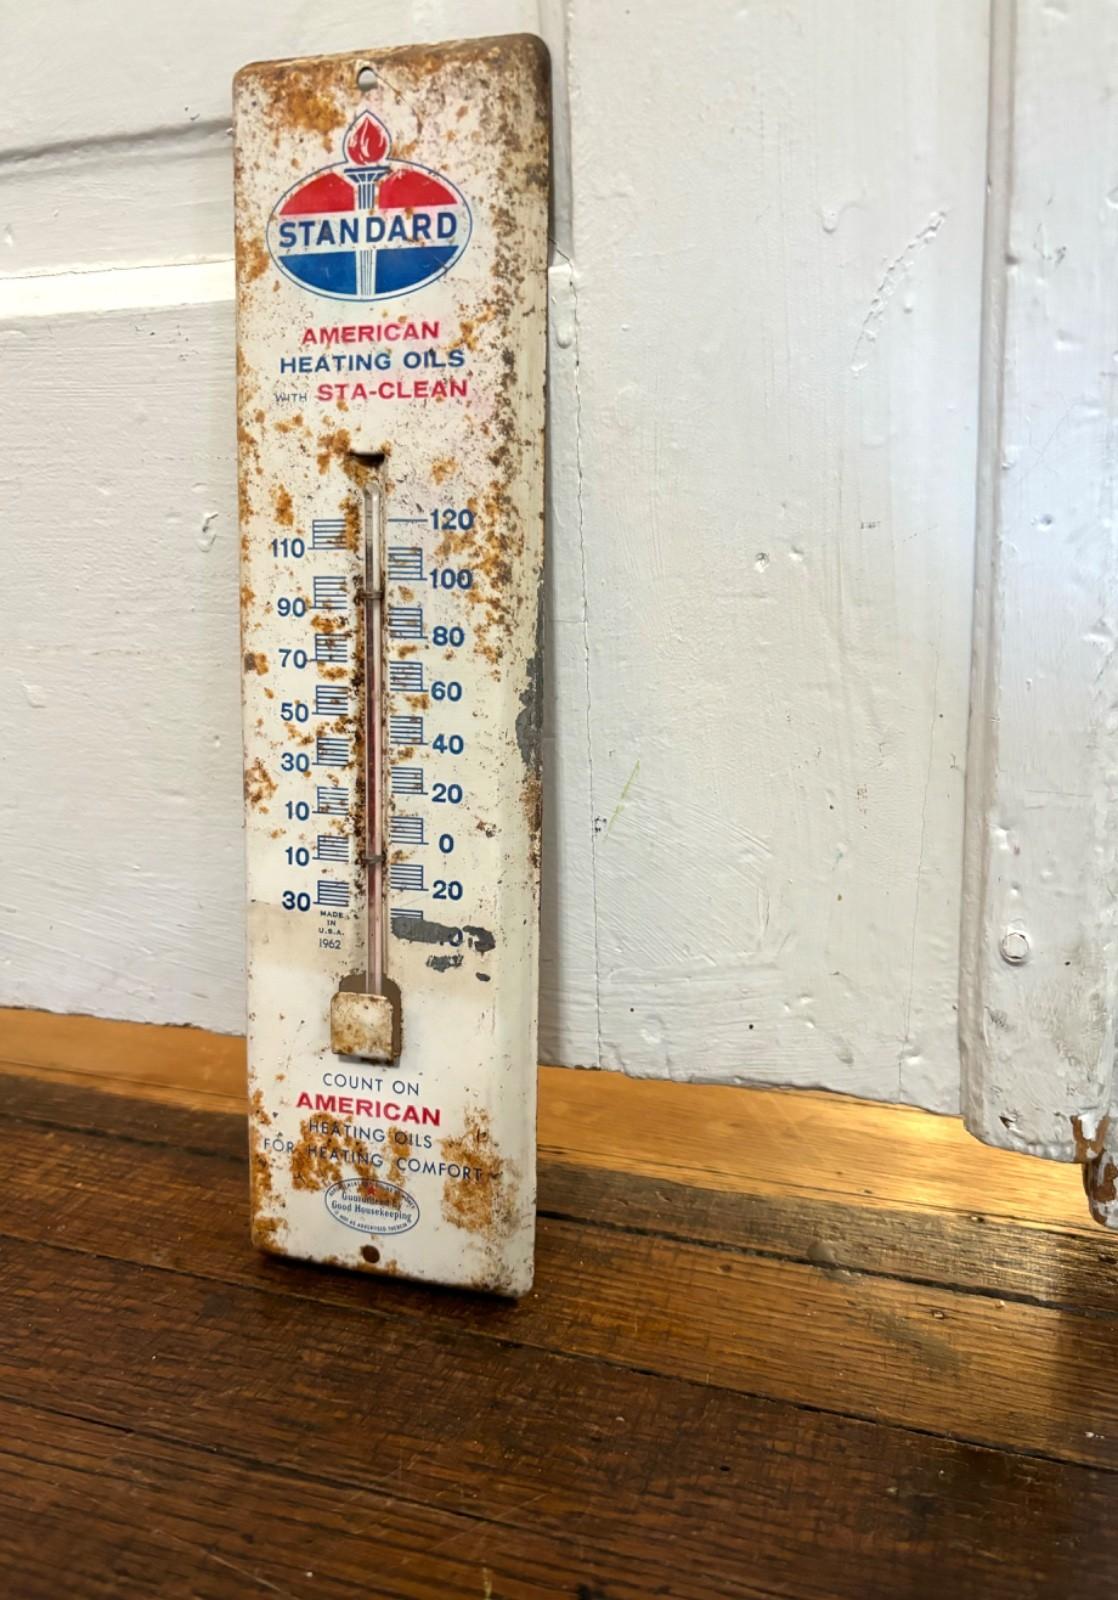 STANDARD
AMERICAN
HEATING OILS
WITH STA-CLEAN
120
110
100
90
80
70
60
50
40
30
20
10
0
10
20
30
MADE
IN
U.S.A.
1962
COUNT ON
AMERICAN
HEATING OILS
FOR HEATING COMFORT
Good Housekeeping